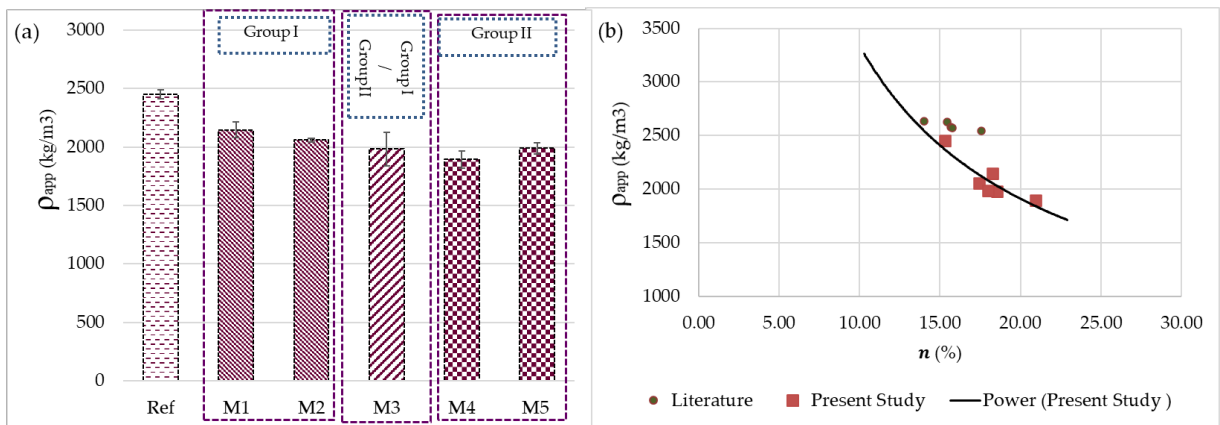 (a)
3000
2500
2000
1500
1000
500
0
ρapp (kg/m3)
Group I
Group I
/
Group II
Group II
Ref
M1
M2
M3
M4
M5
(b)
3500
3000
2500
2000
1500
1000
ρapp (kg/m3)
0.00
5.00
10.00
15.00
20.00
25.00
30.00
n (%)
Literature
Present Study
Power (Present Study )